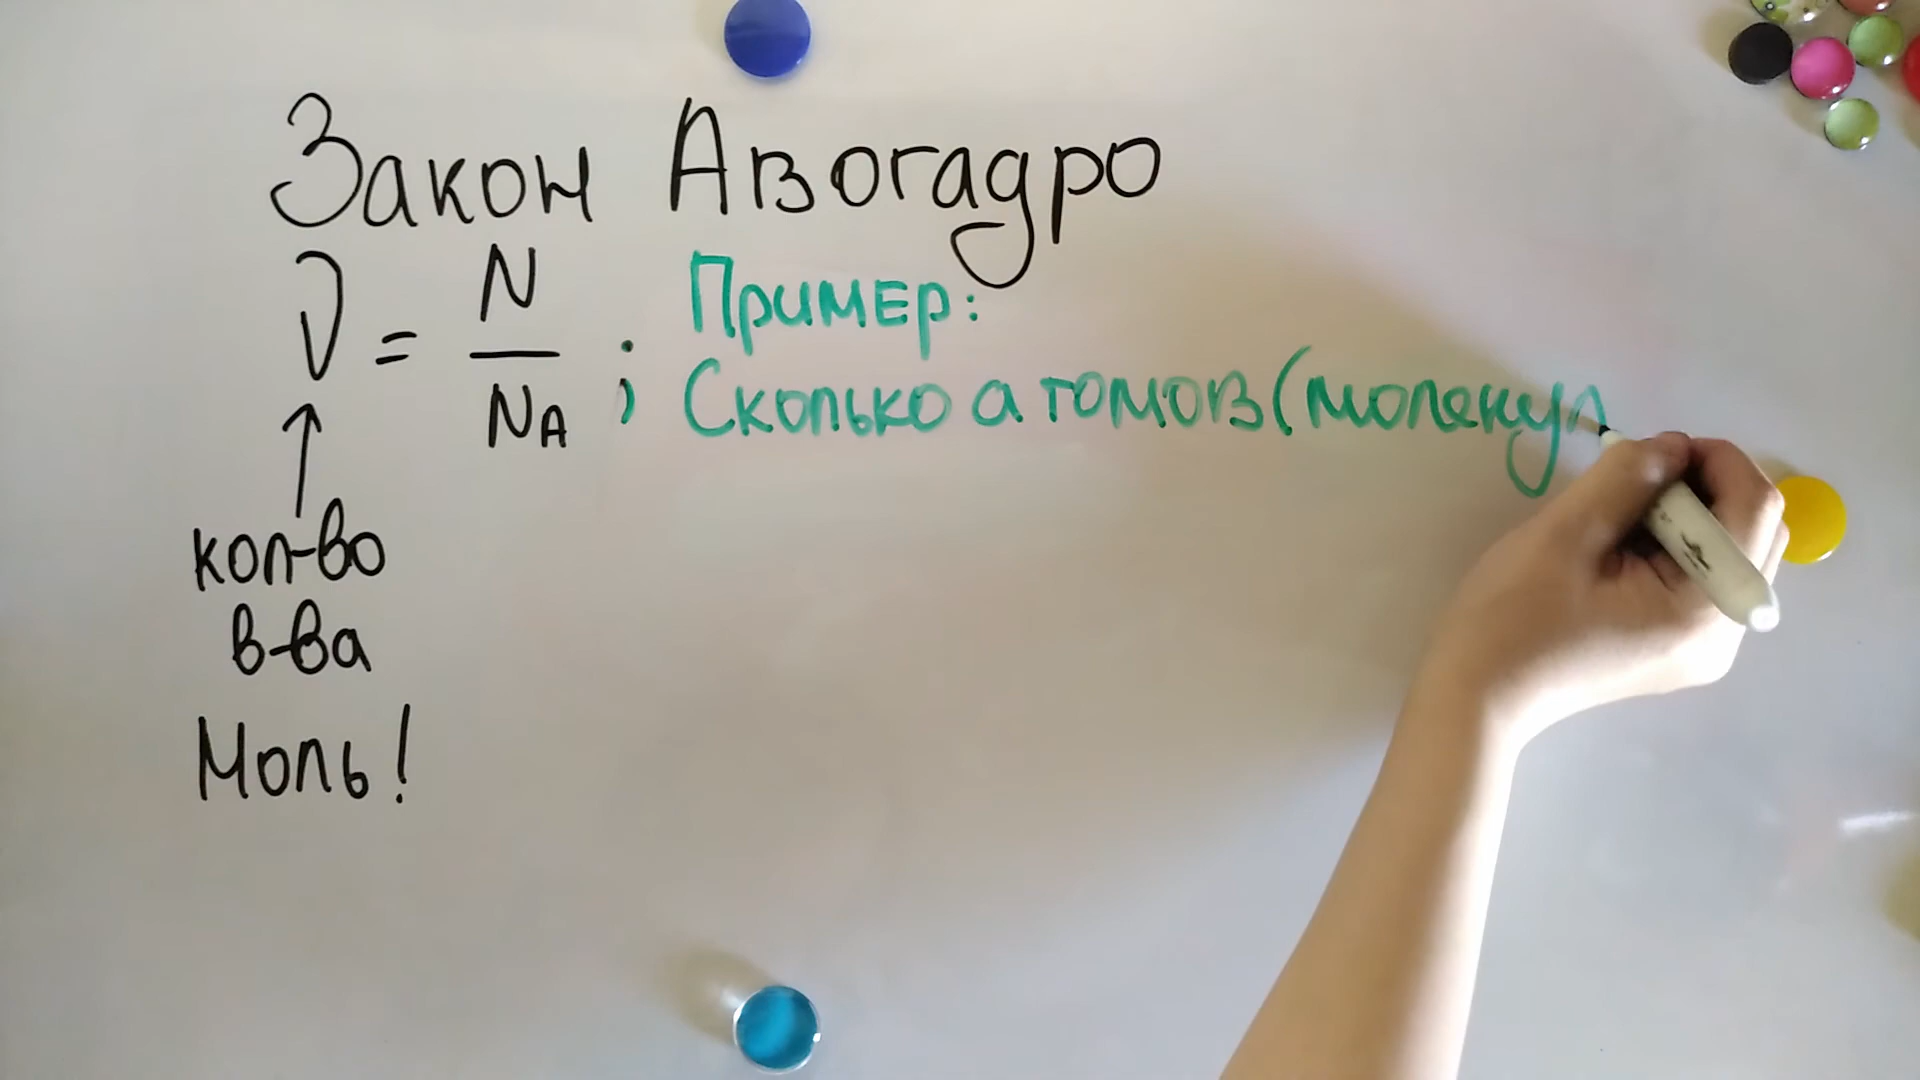 Закон Авогадро
ν = N / NA ;
кол-во
в-ва
Моль!
Пример:
Сколько атомов (молекул